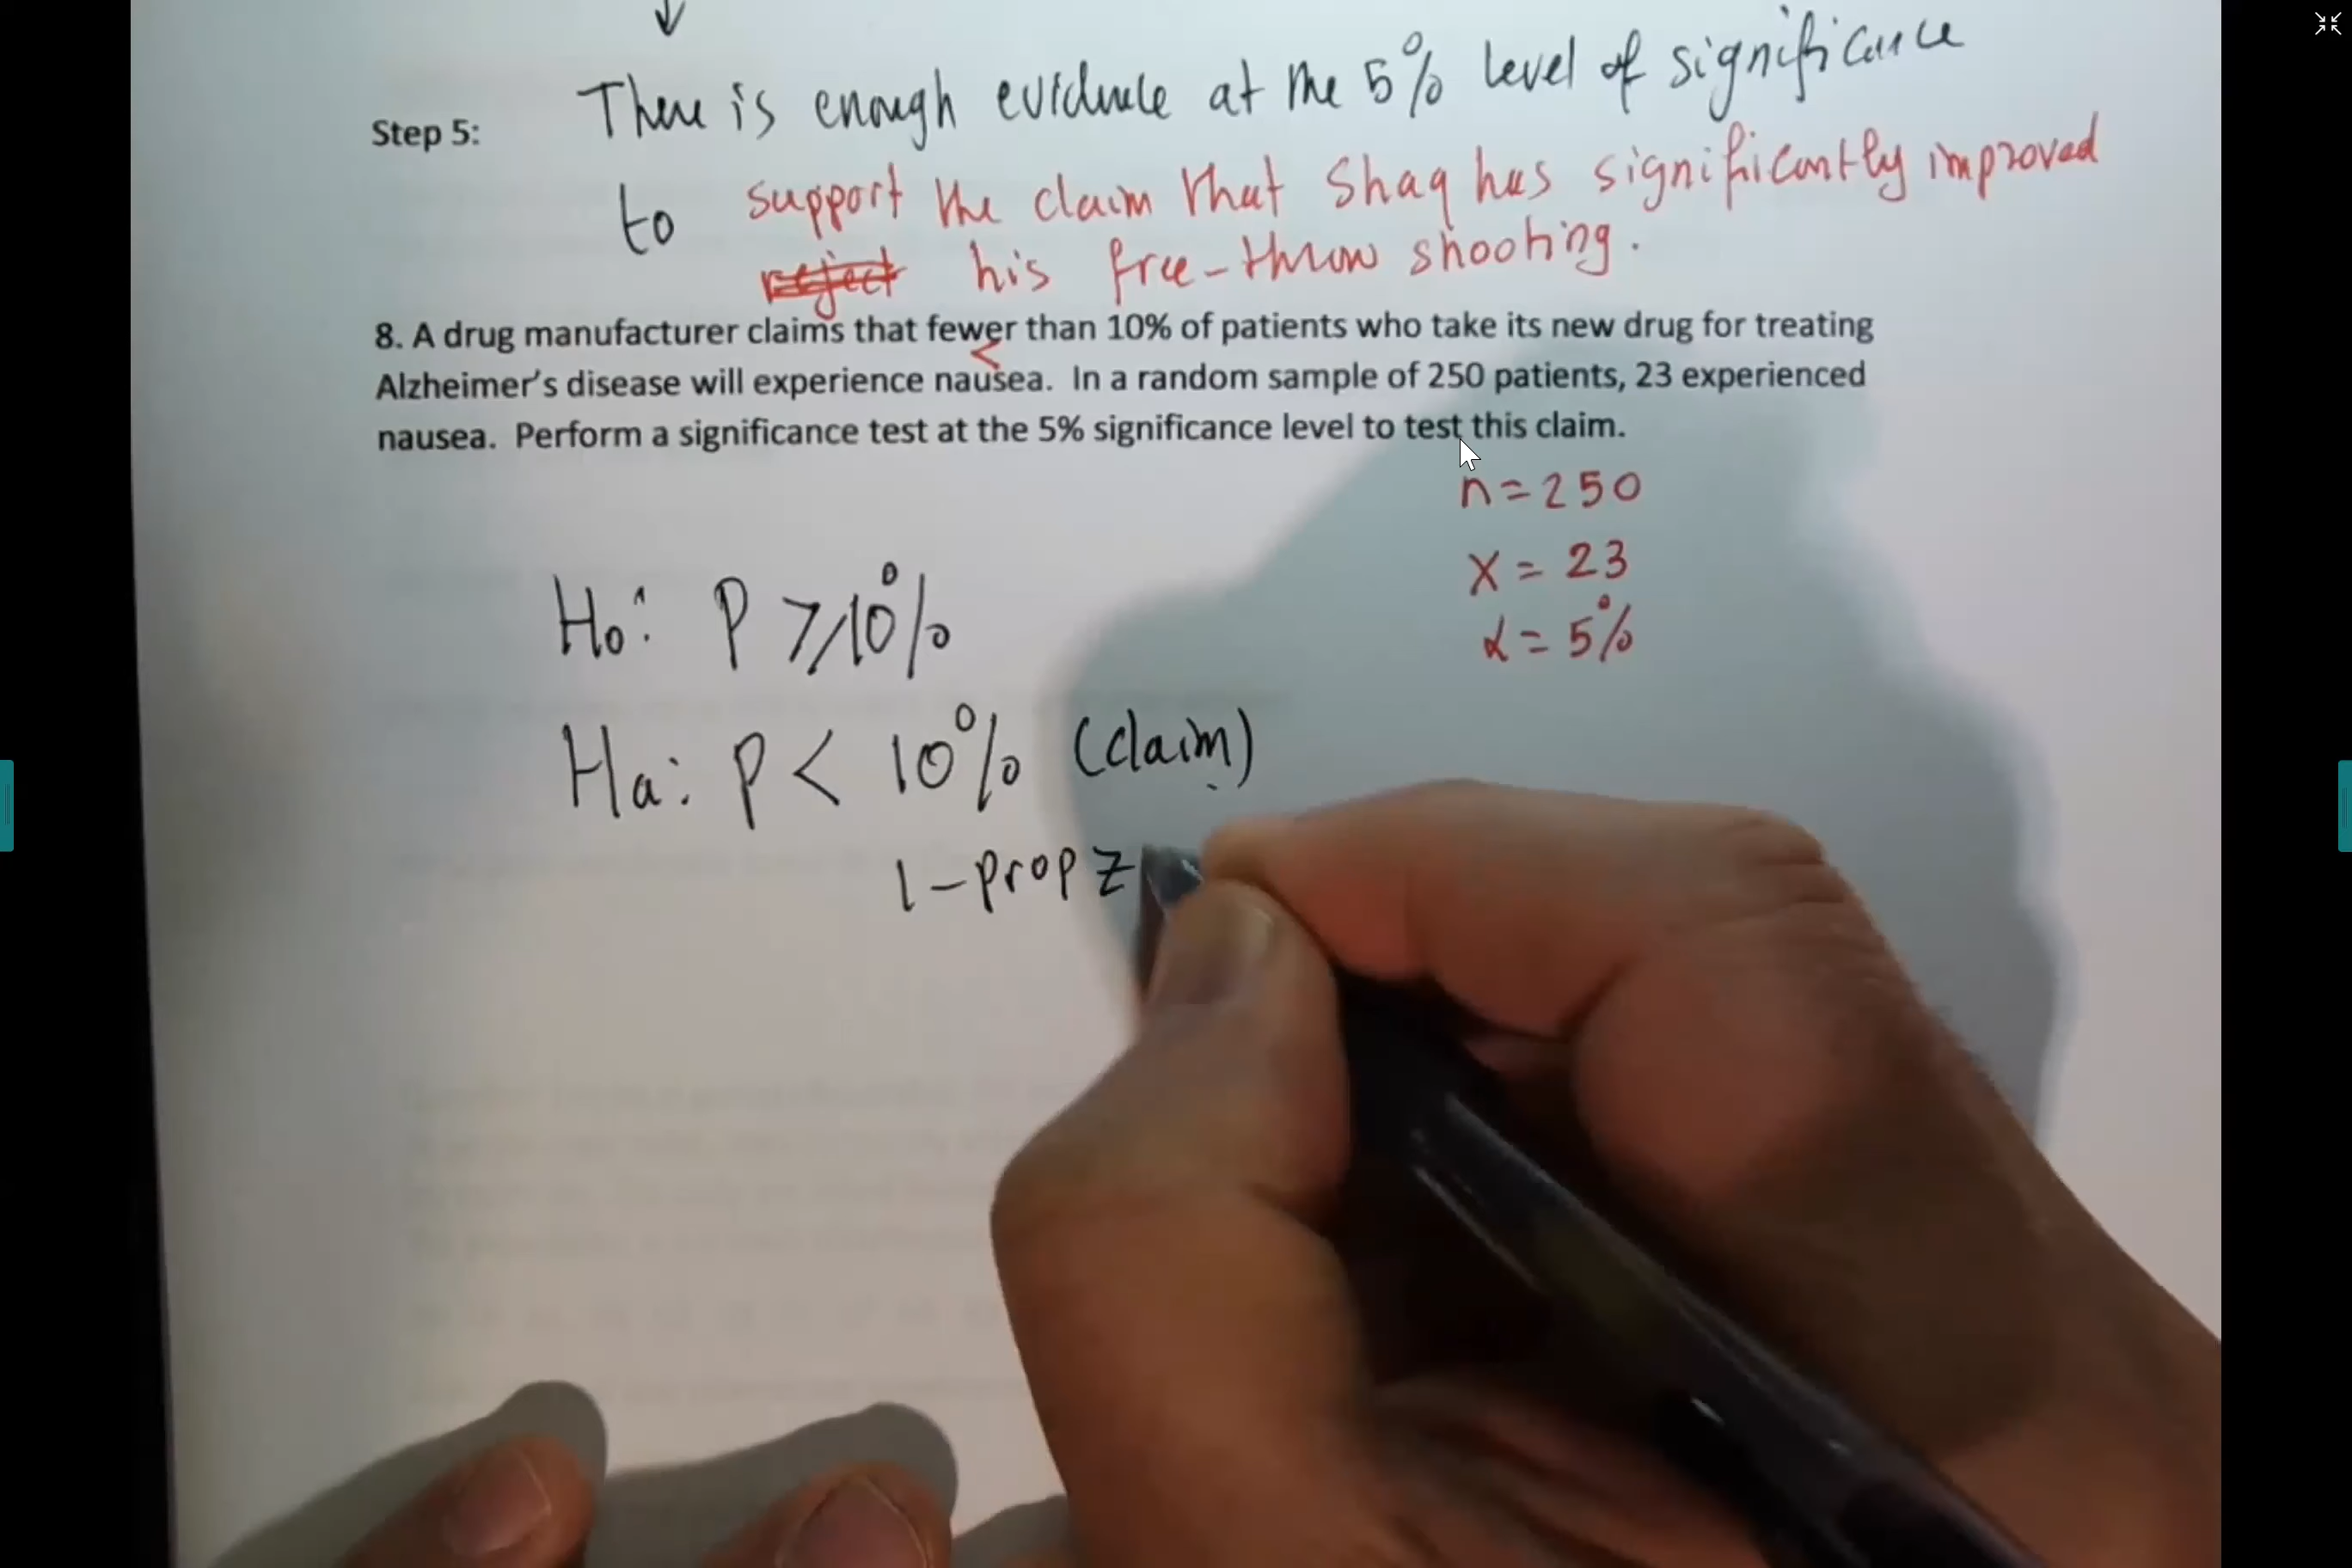 There is enough evidence at the 5% level of significance
Step 5:
to support the claim that Shaq has significantly improved
reject his free-throw shooting.
8. A drug manufacturer claims that fewer than 10% of patients who take its new drug for treating
<
Alzheimer's disease will experience nausea. In a random sample of 250 patients, 23 experienced
nausea. Perform a significance test at the 5% significance level to test this claim.
n = 250
x = 23
α = 5%
Ho: P ≥ 10%
Ha: P < 10% (claim)
1-prop z